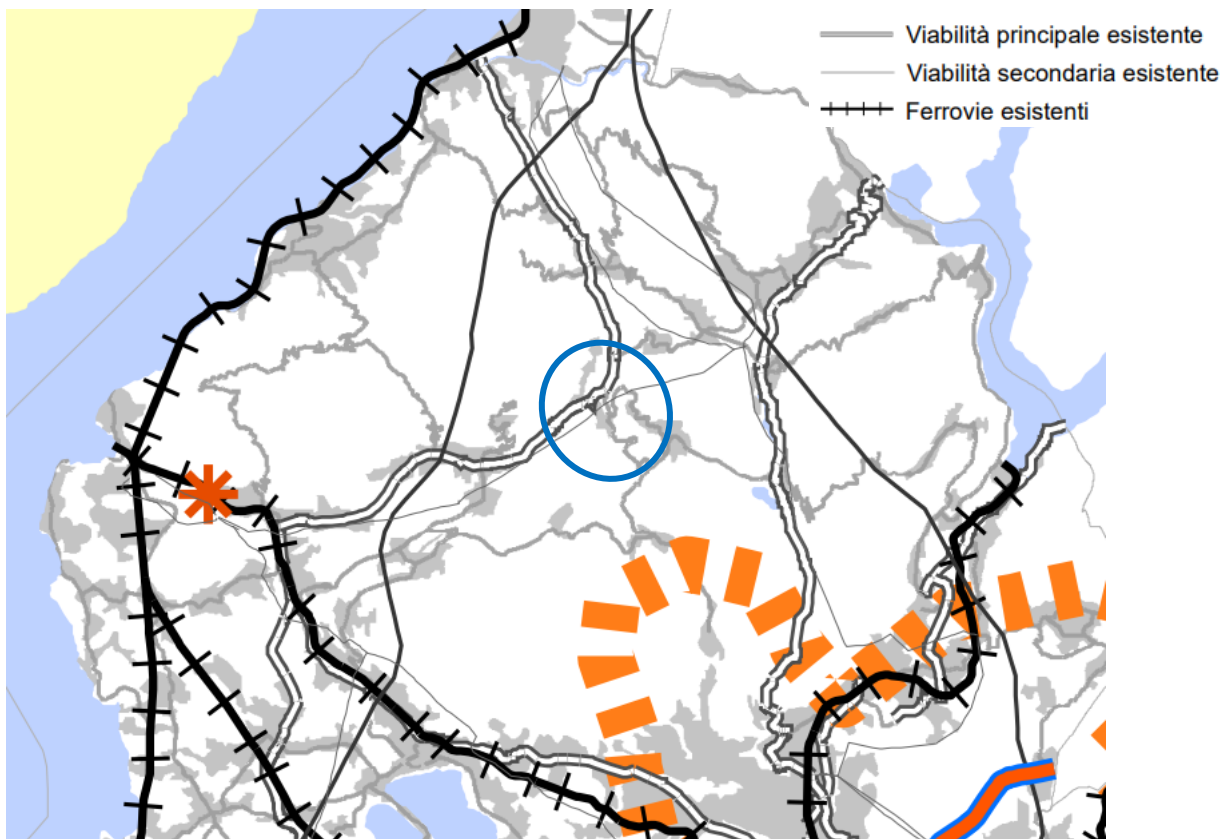 Viabilità principale esistente
Viabilità secondaria esistente
Ferrovie esistenti